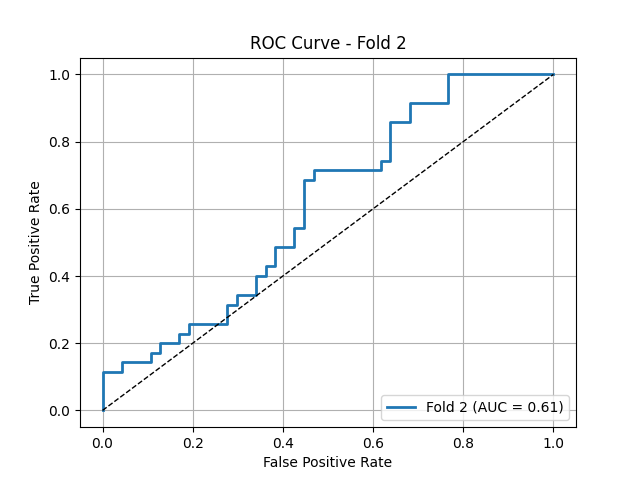 ROC Curve - Fold 2
True Positive Rate
1.0
0.8
0.6
0.4
0.2
0.0
0.0 0.2 0.4 0.6 0.8 1.0
False Positive Rate
Fold 2 (AUC = 0.61)